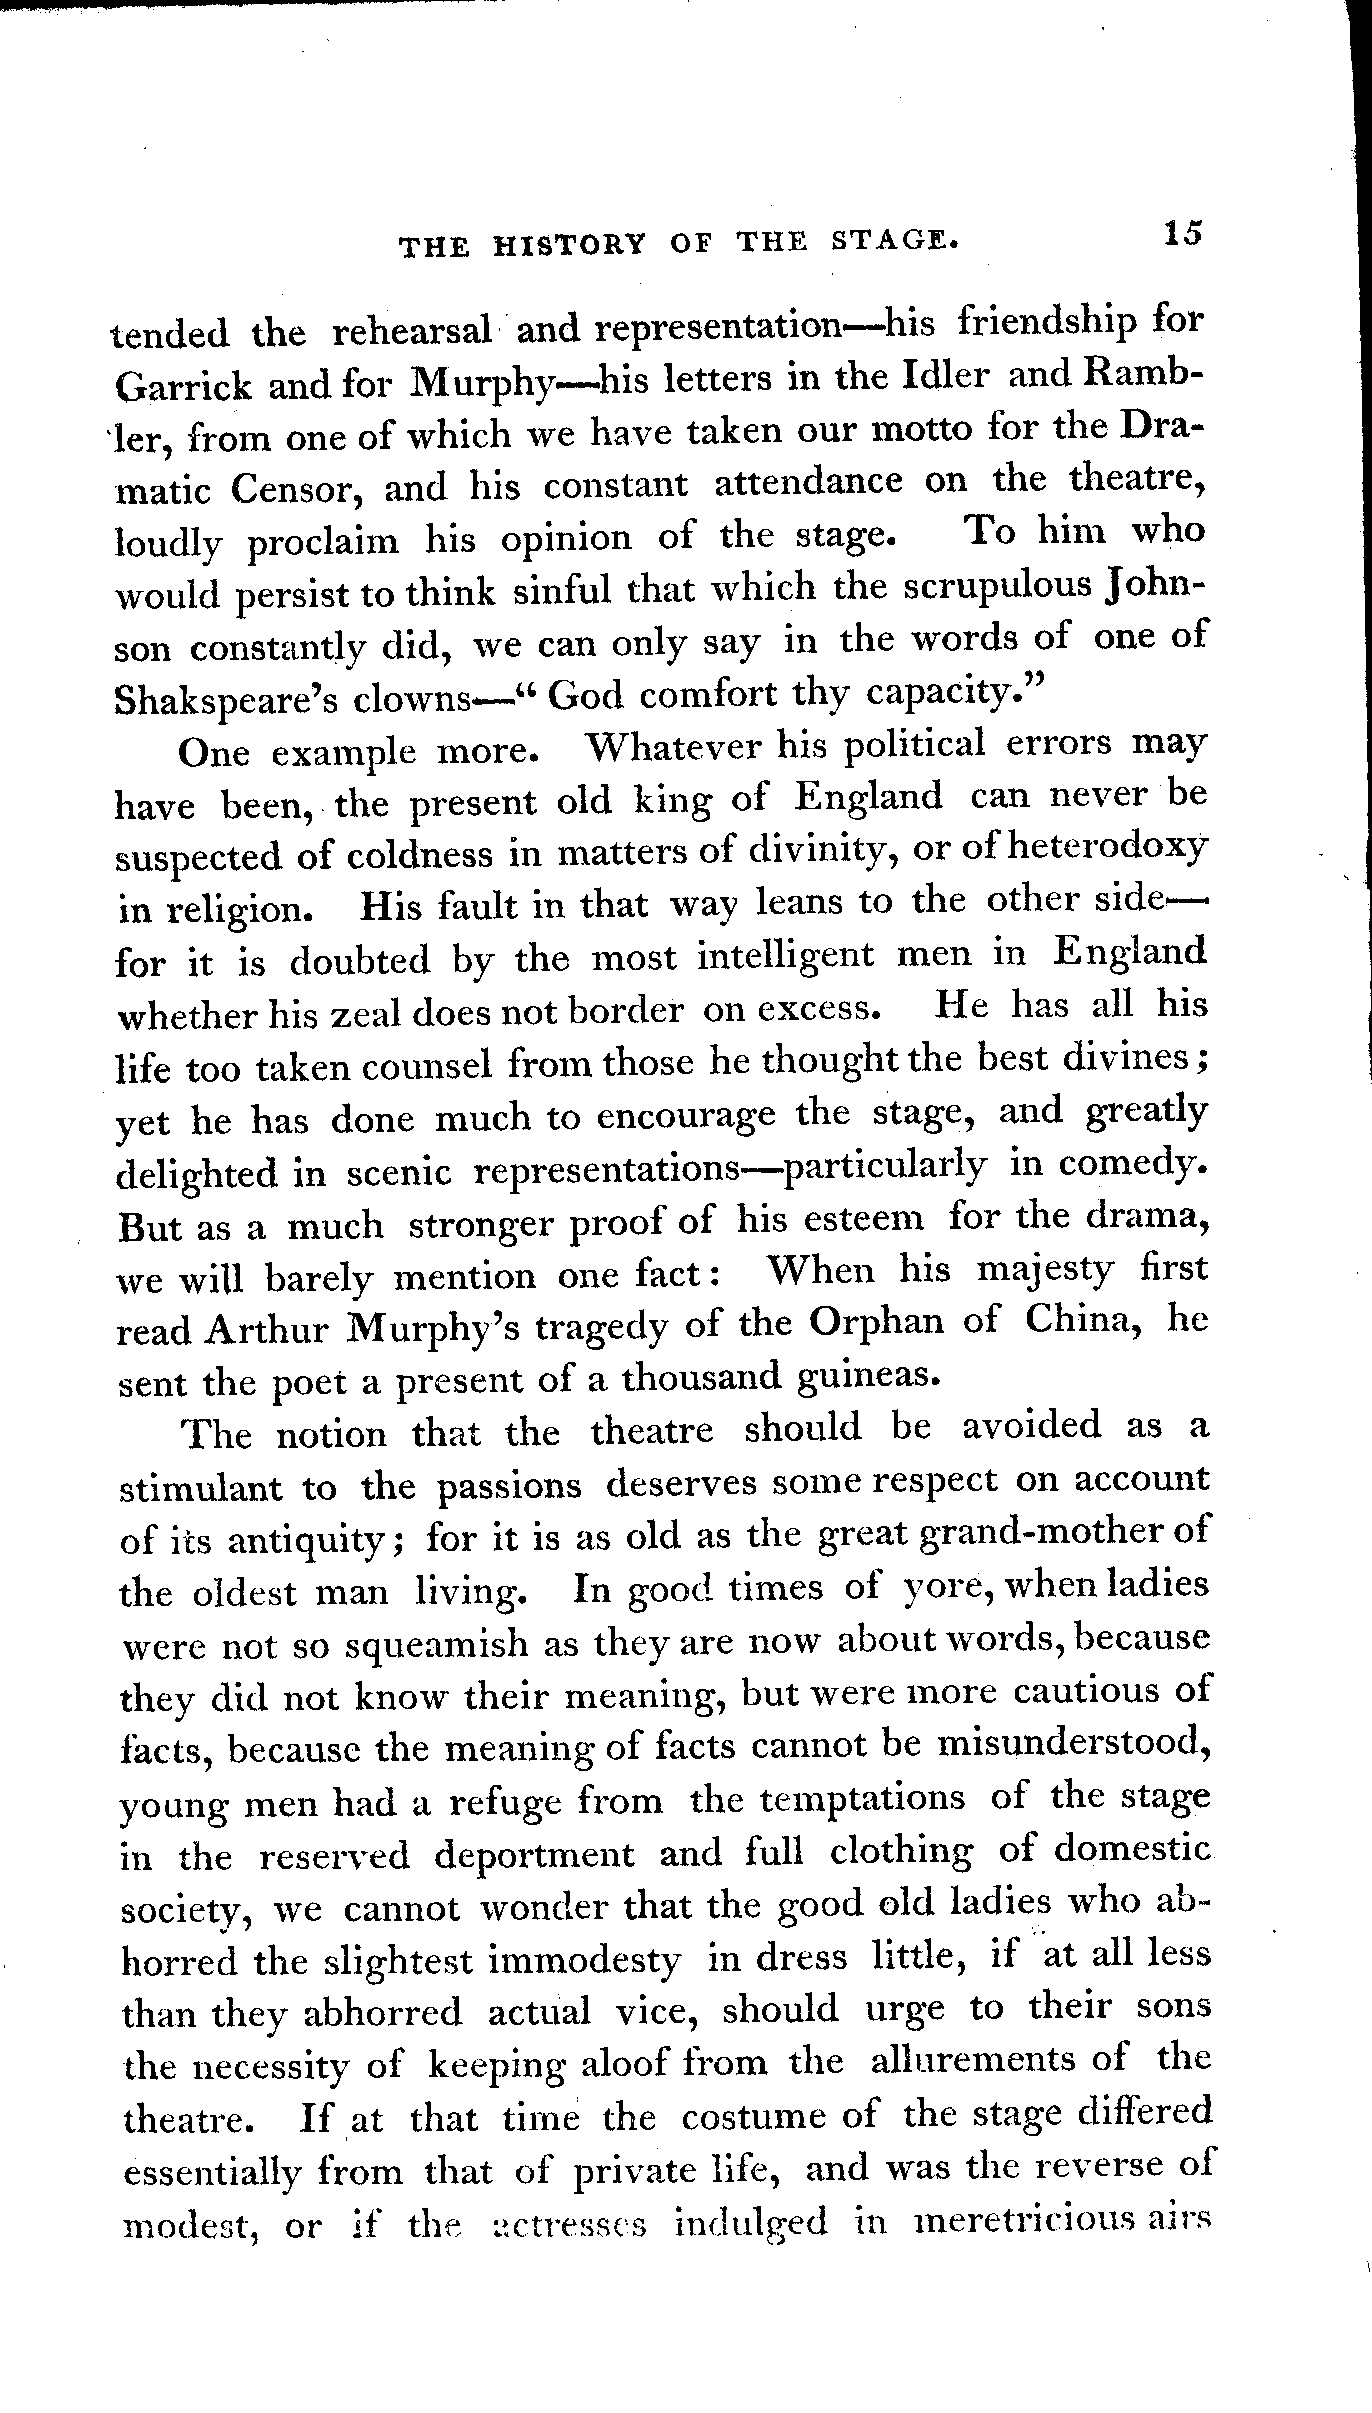 THE HISTORY OF THE STAGE. 15
tended the rehearsal and representation—his friendship for
Garrick and for Murphy—his letters in the Idler and Ramb-
ler, from one of which we have taken our motto for the Dra-
matic Censor, and his constant attendance on the theatre,
loudly proclaim his opinion of the stage. To him who
would persist to think sinful that which the scrupulous John-
son constantly did, we can only say in the words of one of
Shakspeare's clowns—“ God comfort thy capacity.”
One example more. Whatever his political errors may
have been, the present old king of England can never be
suspected of coldness in matters of divinity, or of heterodoxy
in religion. His fault in that way leans to the other side—
for it is doubted by the most intelligent men in England
whether his zeal does not border on excess. He has all his
life too taken counsel from those he thought the best divines;
yet he has done much to encourage the stage, and greatly
delighted in scenic representations—particularly in comedy.
But as a much stronger proof of his esteem for the drama,
we will barely mention one fact: When his majesty first
read Arthur Murphy's tragedy of the Orphan of China, he
sent the poet a present of a thousand guineas.
The notion that the theatre should be avoided as a
stimulant to the passions deserves some respect on account
of its antiquity; for it is as old as the great grand-mother of
the oldest man living. In good times of yore, when ladies
were not so squeamish as they are now about words, because
they did not know their meaning, but were more cautious of
facts, because the meaning of facts cannot be misunderstood,
young men had a refuge from the temptations of the stage
in the reserved deportment and full clothing of domestic
society, we cannot wonder that the good old ladies who ab-
horred the slightest immodesty in dress little, if at all less
than they abhorred actual vice, should urge to their sons
the necessity of keeping aloof from the allurements of the
theatre. If at that time the costume of the stage differed
essentially from that of private life, and was the reverse of
modest, or if the actresses indulged in meretricious airs